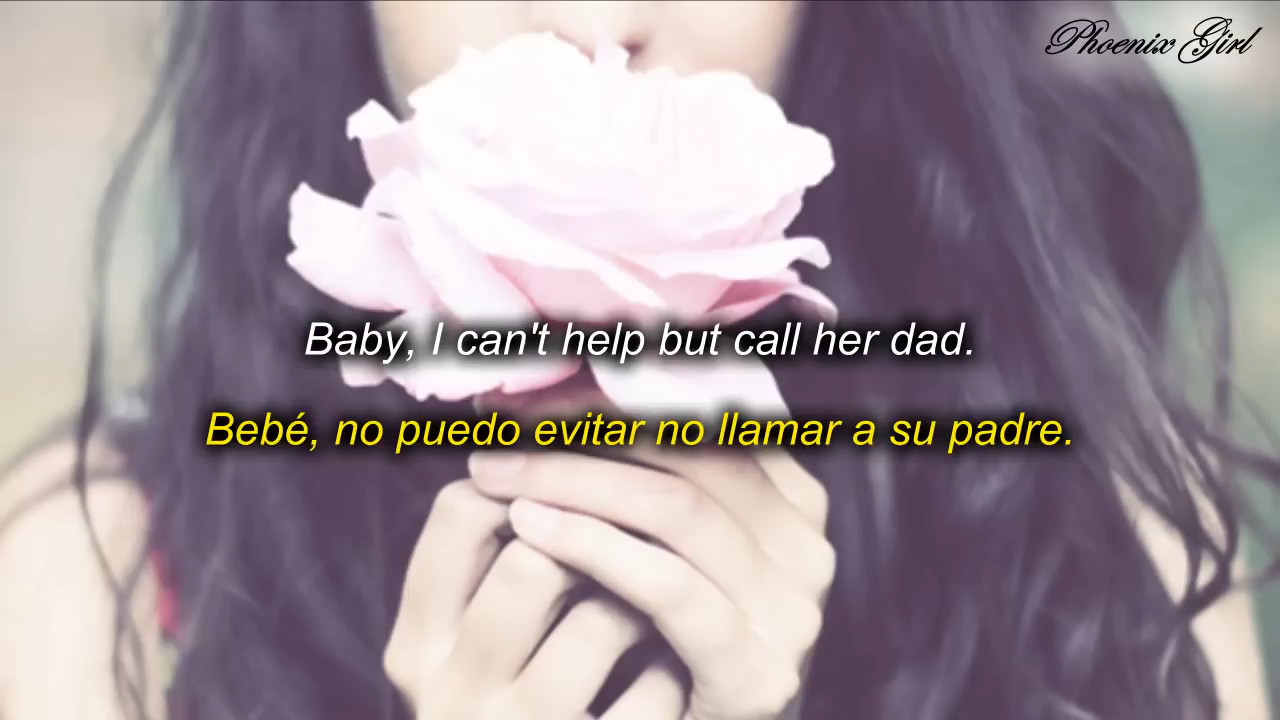 Phoenix Girl
Baby, I can't help but call her dad.
Bebé, no puedo evitar no llamar a su padre.